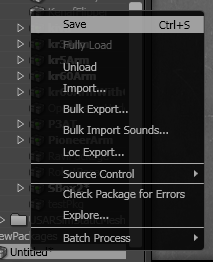 Save Ctrl+S
Fully Load
Unload
Import...
Bulk Export...
Bulk Import Sounds...
Loc Export...
Source Control
Check Package for Errors
Explore...
Batch Process
Untitled